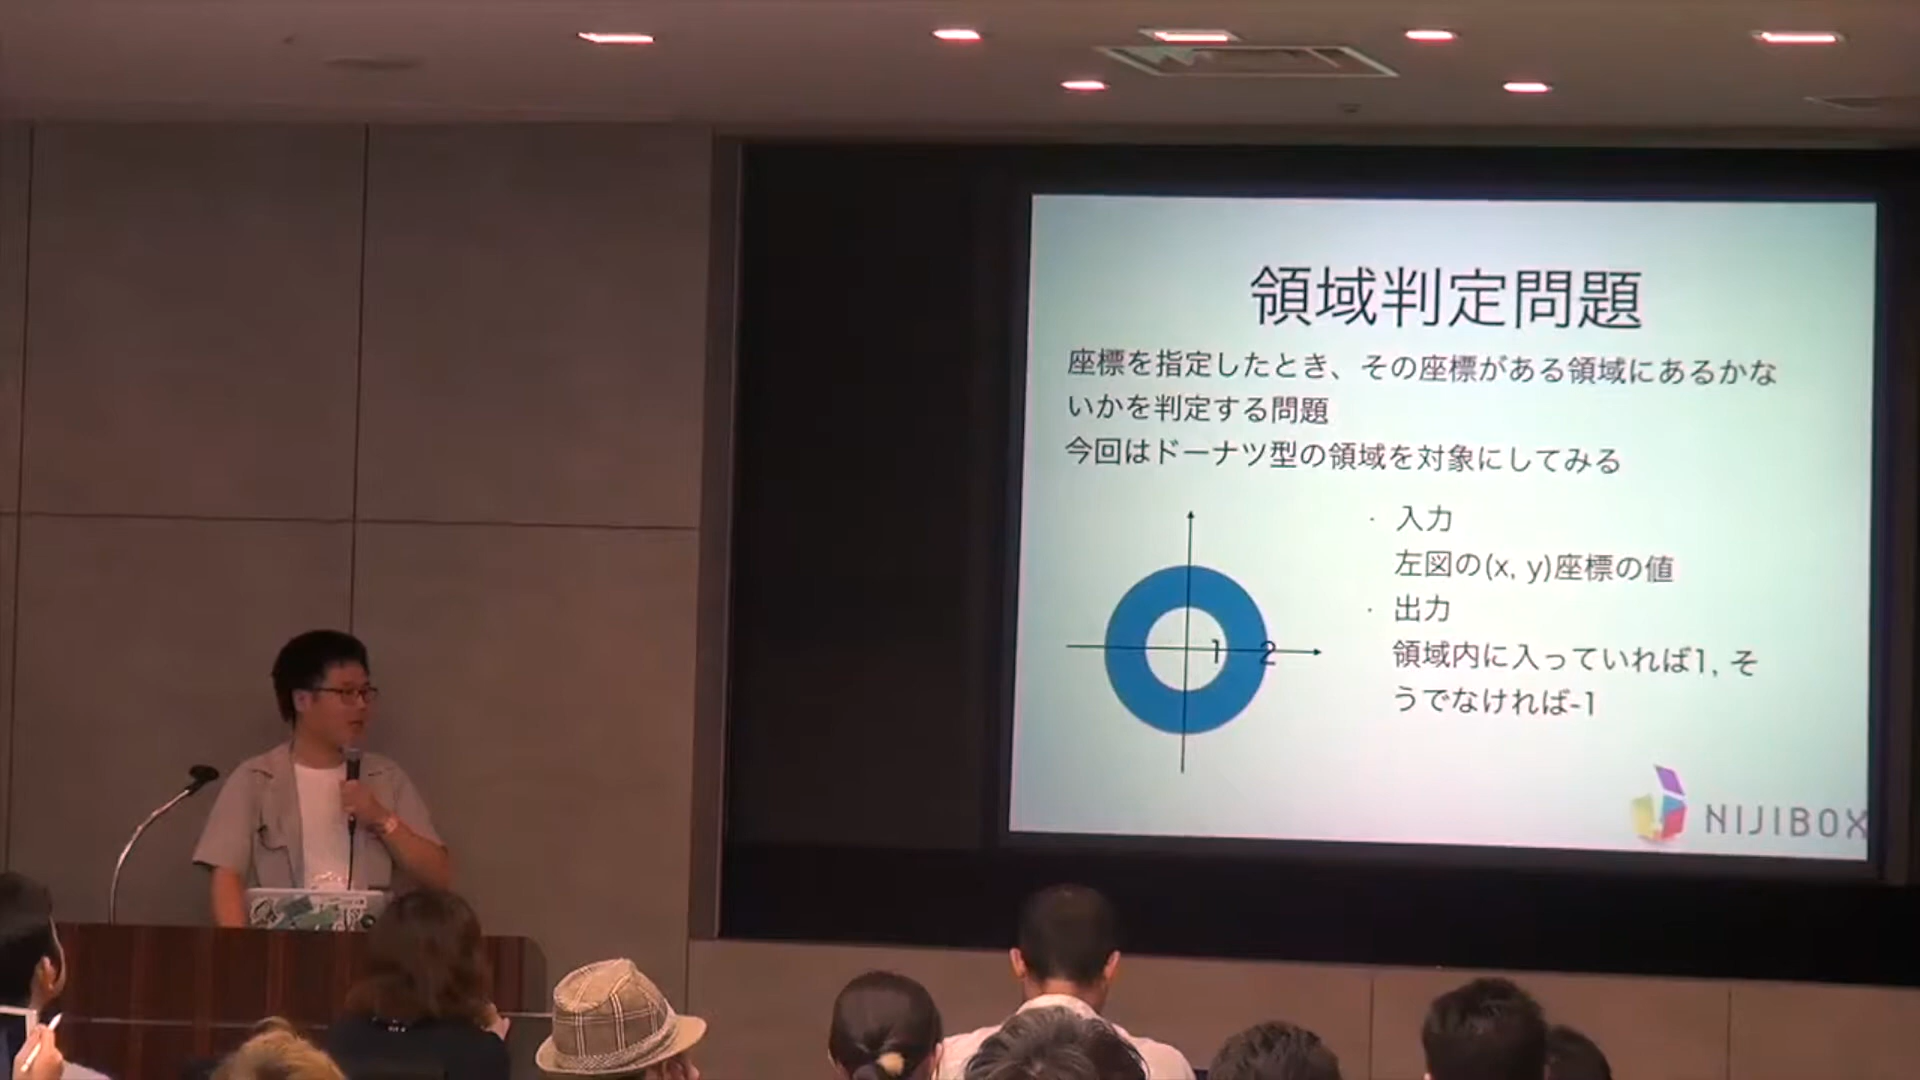 領域判定問題
座標を指定したとき、その座標がある領域にあるかな
いかを判定する問題
今回はドーナツ型の領域を対象にしてみる
1
2
・ 入力
左図の(x, y)座標の値
・ 出力
領域内に入っていれば1, そ
うでなければ-1
NIJIBOX